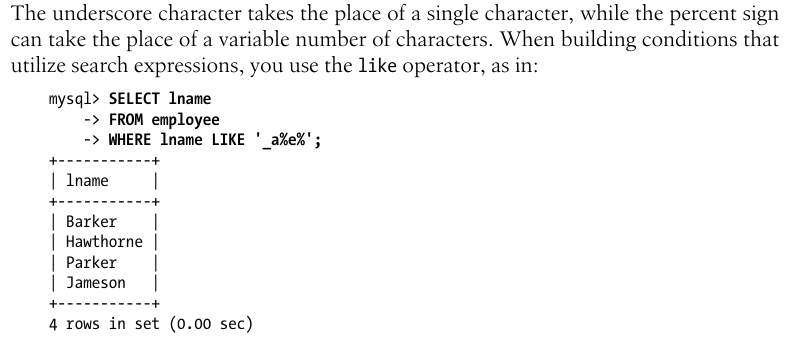 The underscore character takes the place of a single character, while the percent sign
can take the place of a variable number of characters. When building conditions that
utilize search expressions, you use the like operator, as in:
mysql> SELECT lname
    -> FROM employee
    -> WHERE lname LIKE '_a%e%';
+-----------+
| lname     |
+-----------+
| Barker    |
| Hawthorne |
| Parker    |
| Jameson   |
+-----------+
4 rows in set (0.00 sec)